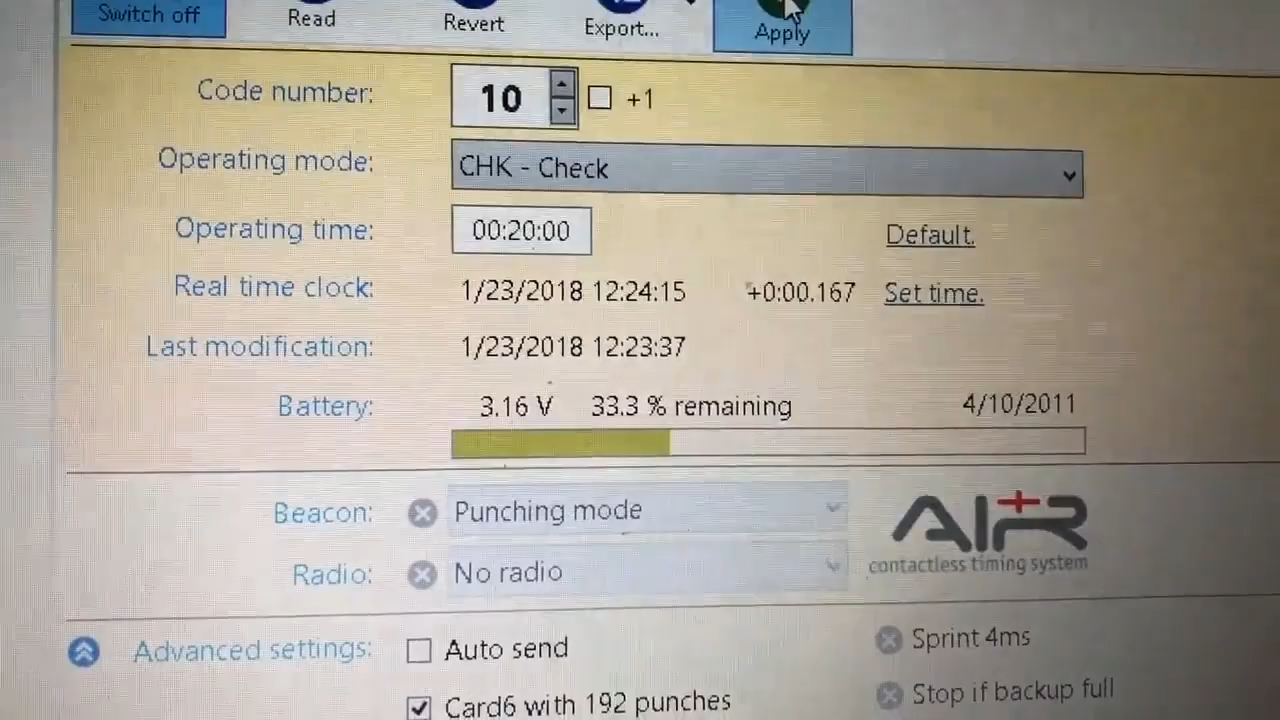 Switch off Read Revert Export... Apply
Code number: 10 +1
Operating mode: CHK - Check
Operating time: 00:20:00 Default.
Real time clock: 1/23/2018 12:24:15 +0:00.167 Set time.
Last modification: 1/23/2018 12:23:37
Battery: 3.16 V 33.3 % remaining 4/10/2011
Beacon: Punching mode
AIR+
contactless timing system
Radio: No radio
Advanced settings: Auto send Sprint 4ms
Card6 with 192 punches Stop if backup full